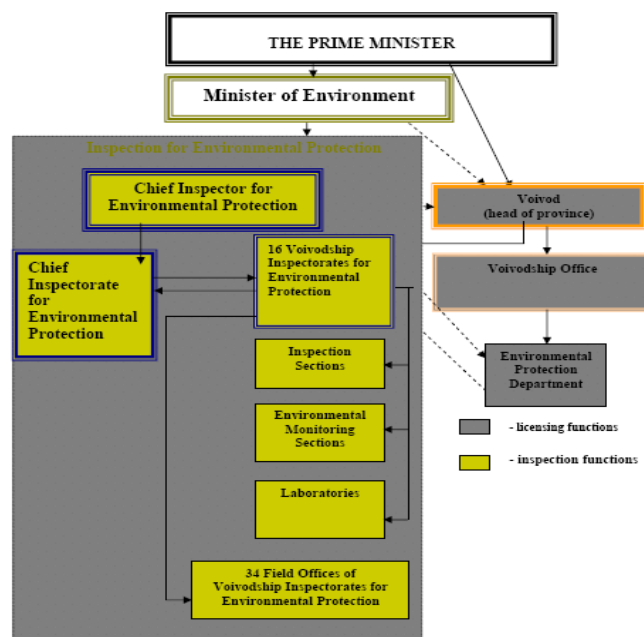 THE PRIME MINISTER
Minister of Environment
Inspection for Environmental Protection
Chief Inspector for
Environmental Protection
Voivod
(head of province)
Chief
Inspectorate
for
Environmental
Protection
16 Voivodship
Inspectorates for
Environmental
Protection
Voivodship Office
Inspection
Sections
Environmental
Protection
Department
Environmental
Monitoring
Sections
- licensing functions
- inspection functions
Laboratories
34 Field Offices of
Voivodship Inspectorates for
Environmental Protection